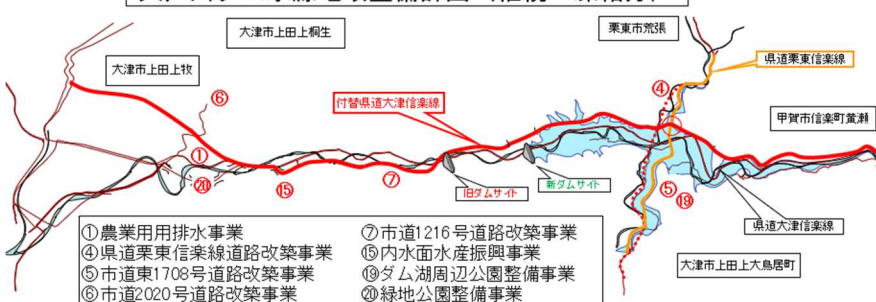 大津市上田上桐生
栗東市荒張
大津市上田上牧
県道栗東信楽線
⑥
④
付替県道大津信楽線
甲賀市信楽町黄瀬
①
⑳
⑮
⑦
旧ダムサイト
新ダムサイト
⑤
⑲
県道大津信楽線
大津市上田上大鳥居町
①農業用用排水事業
④県道栗東信楽線道路改築事業
⑤市道東1708号道路改築事業
⑥市道2020号道路改築事業
⑦市道1216号道路改築事業
⑮内水面水産振興事業
⑲ダム湖周辺公園整備事業
⑳緑地公園整備事業